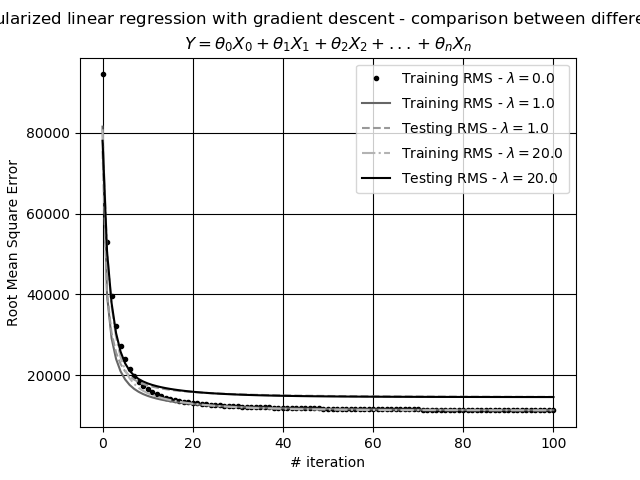 ularized linear regression with gradient descent - comparison between differe
Y = θ₀X₀ + θ₁X₁ + θ₂X₂ + . . . + θₙXₙ
Training RMS - λ = 0.0
Training RMS - λ = 1.0
Testing RMS - λ = 1.0
Training RMS - λ = 20.0
Testing RMS - λ = 20.0
80000
60000
40000
20000
Root Mean Square Error
0 20 40 60 80 100
# iteration